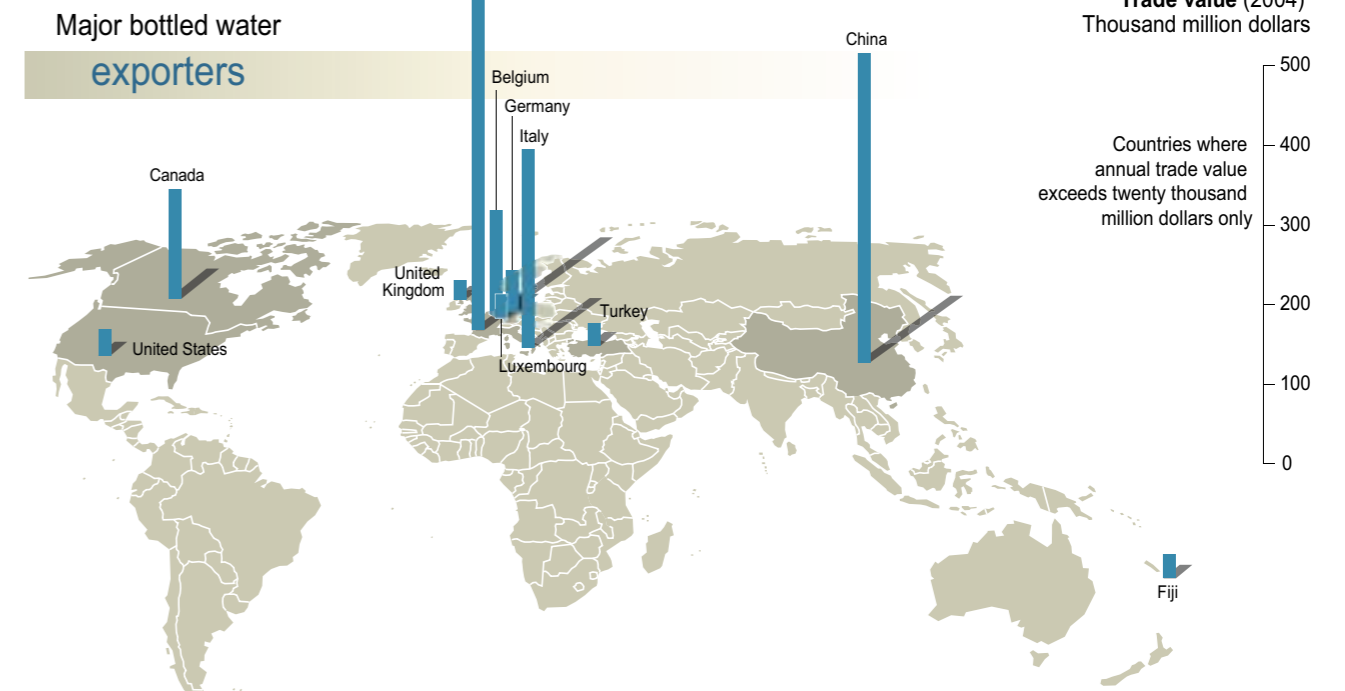 Major bottled water
exporters
Trade value (2004)
Thousand million dollars
China
Belgium
Germany
Italy
Canada
United
Kingdom
Turkey
United States
Luxembourg
Fiji
Countries where
annual trade value
exceeds twenty thousand
million dollars only
500
400
300
200
100
0